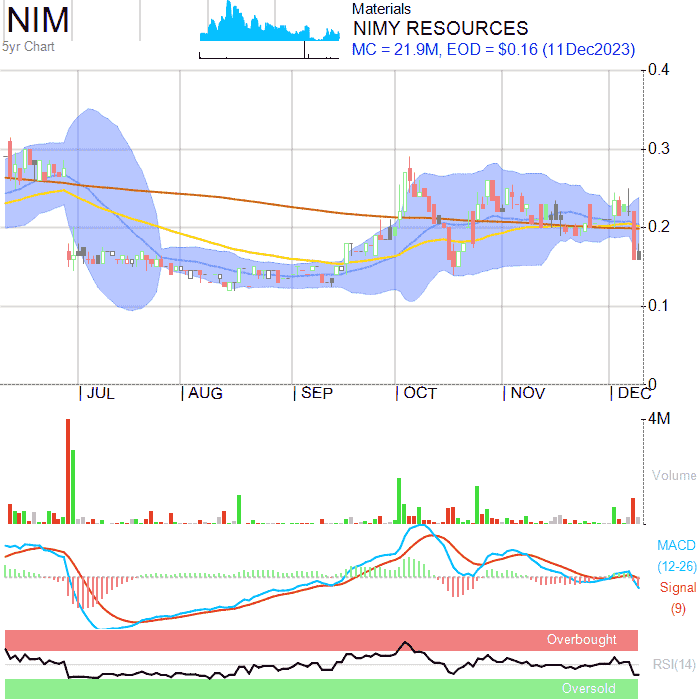 NIM
5yr Chart
Materials
NIMY RESOURCES
MC = 21.9M, EOD = $0.16 (11Dec2023)
0.4
0.3
0.2
0.1
0
JUL AUG SEP OCT NOV DEC
4M
Volume
MACD
(12-26)
Signal
(9)
Overbought
RSI(14)
Oversold